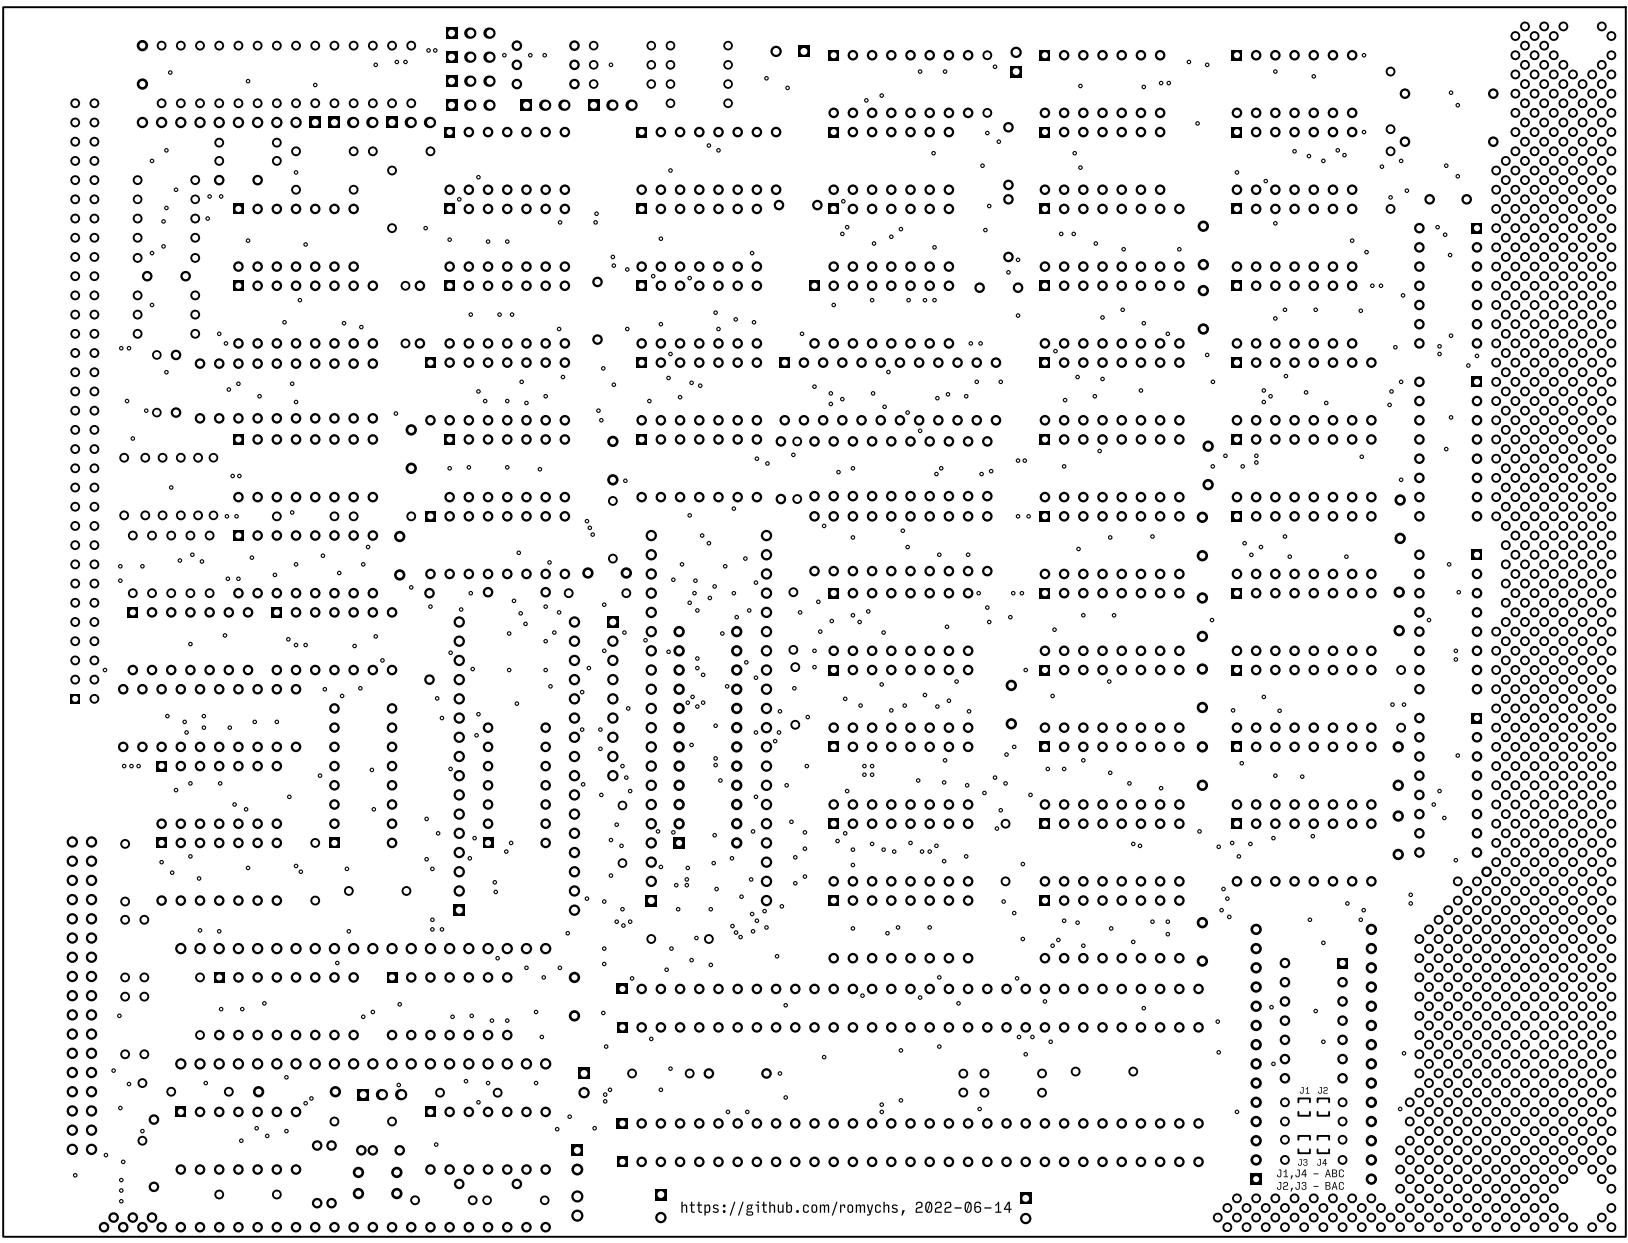 J1 J2
J3 J4
J1,J4 - ABC
J2,J3 - BAC
https://github.com/romychs, 2022-06-14